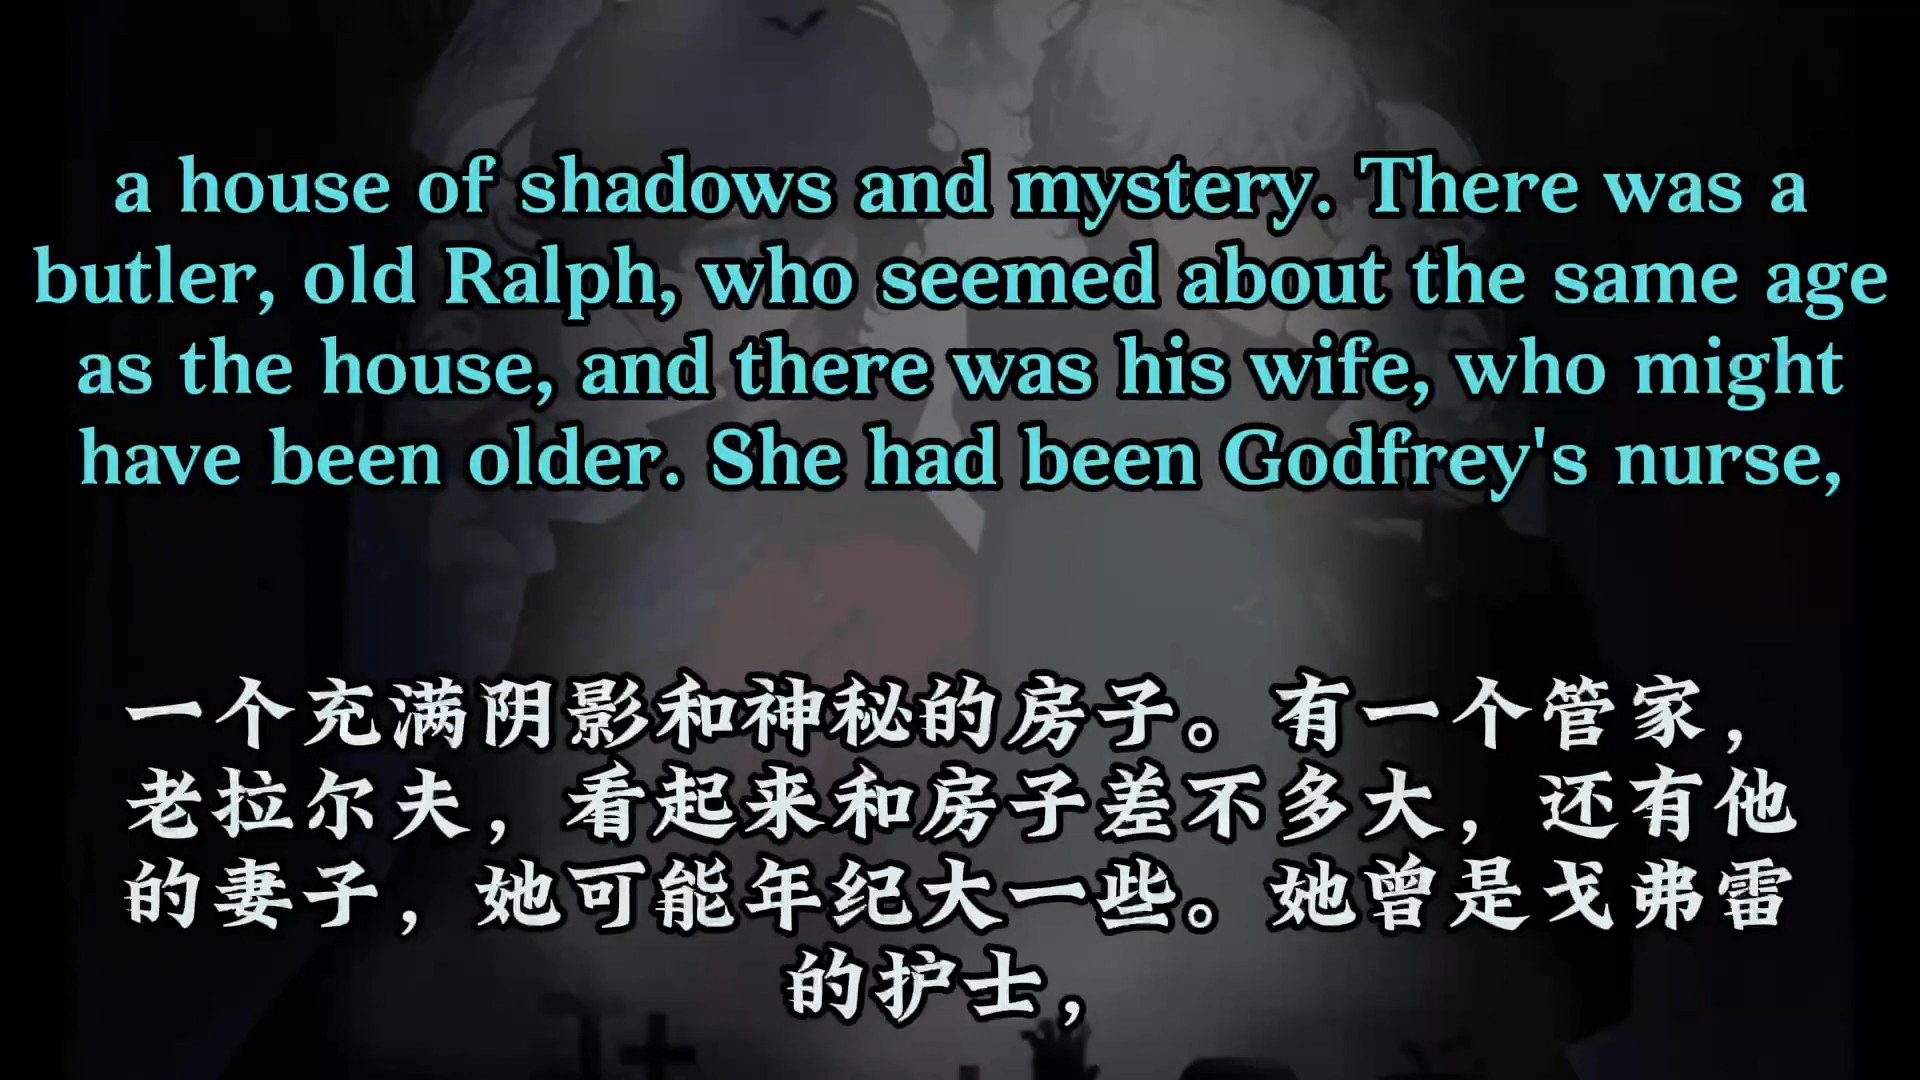 a house of shadows and mystery. There was a
butler, old Ralph, who seemed about the same age
as the house, and there was his wife, who might
have been older. She had been Godfrey's nurse,
一个充满阴影和神秘的房子。有一个管家，
老拉尔夫，看起来和房子差不多大，还有他
的妻子，她可能年纪大一些。她曾是戈弗雷
的护士，